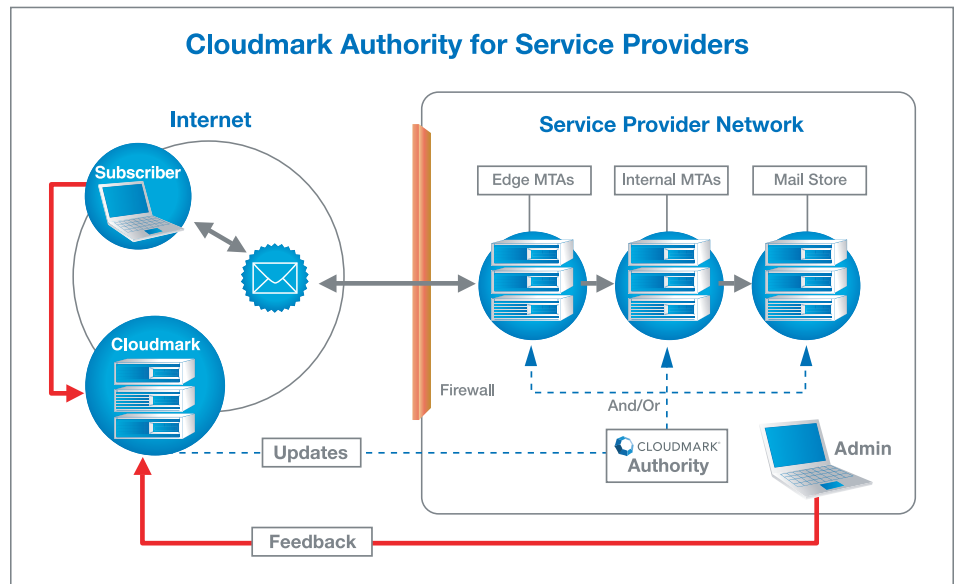 Cloudmark Authority for Service Providers
Internet
Service Provider Network
Subscriber
Edge MTAs
Internal MTAs
Mail Store
Cloudmark
Firewall
And/Or
CLOUDMARK
Authority
Admin
Updates
Feedback